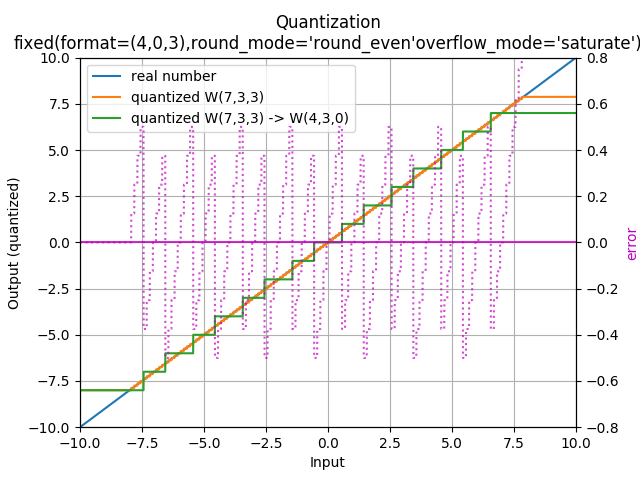 Quantization
fixed(format=(4,0,3),round_mode='round_even'overflow_mode='saturate')
real number
quantized W(7,3,3)
quantized W(7,3,3) -> W(4,3,0)
10.0
7.5
5.0
2.5
0.0
−2.5
−5.0
−7.5
−10.0
Output (quantized)
−10.0 −7.5 −5.0 −2.5 0.0 2.5 5.0 7.5 10.0
Input
0.8
0.6
0.4
0.2
0.0
−0.2
−0.4
−0.6
−0.8
error